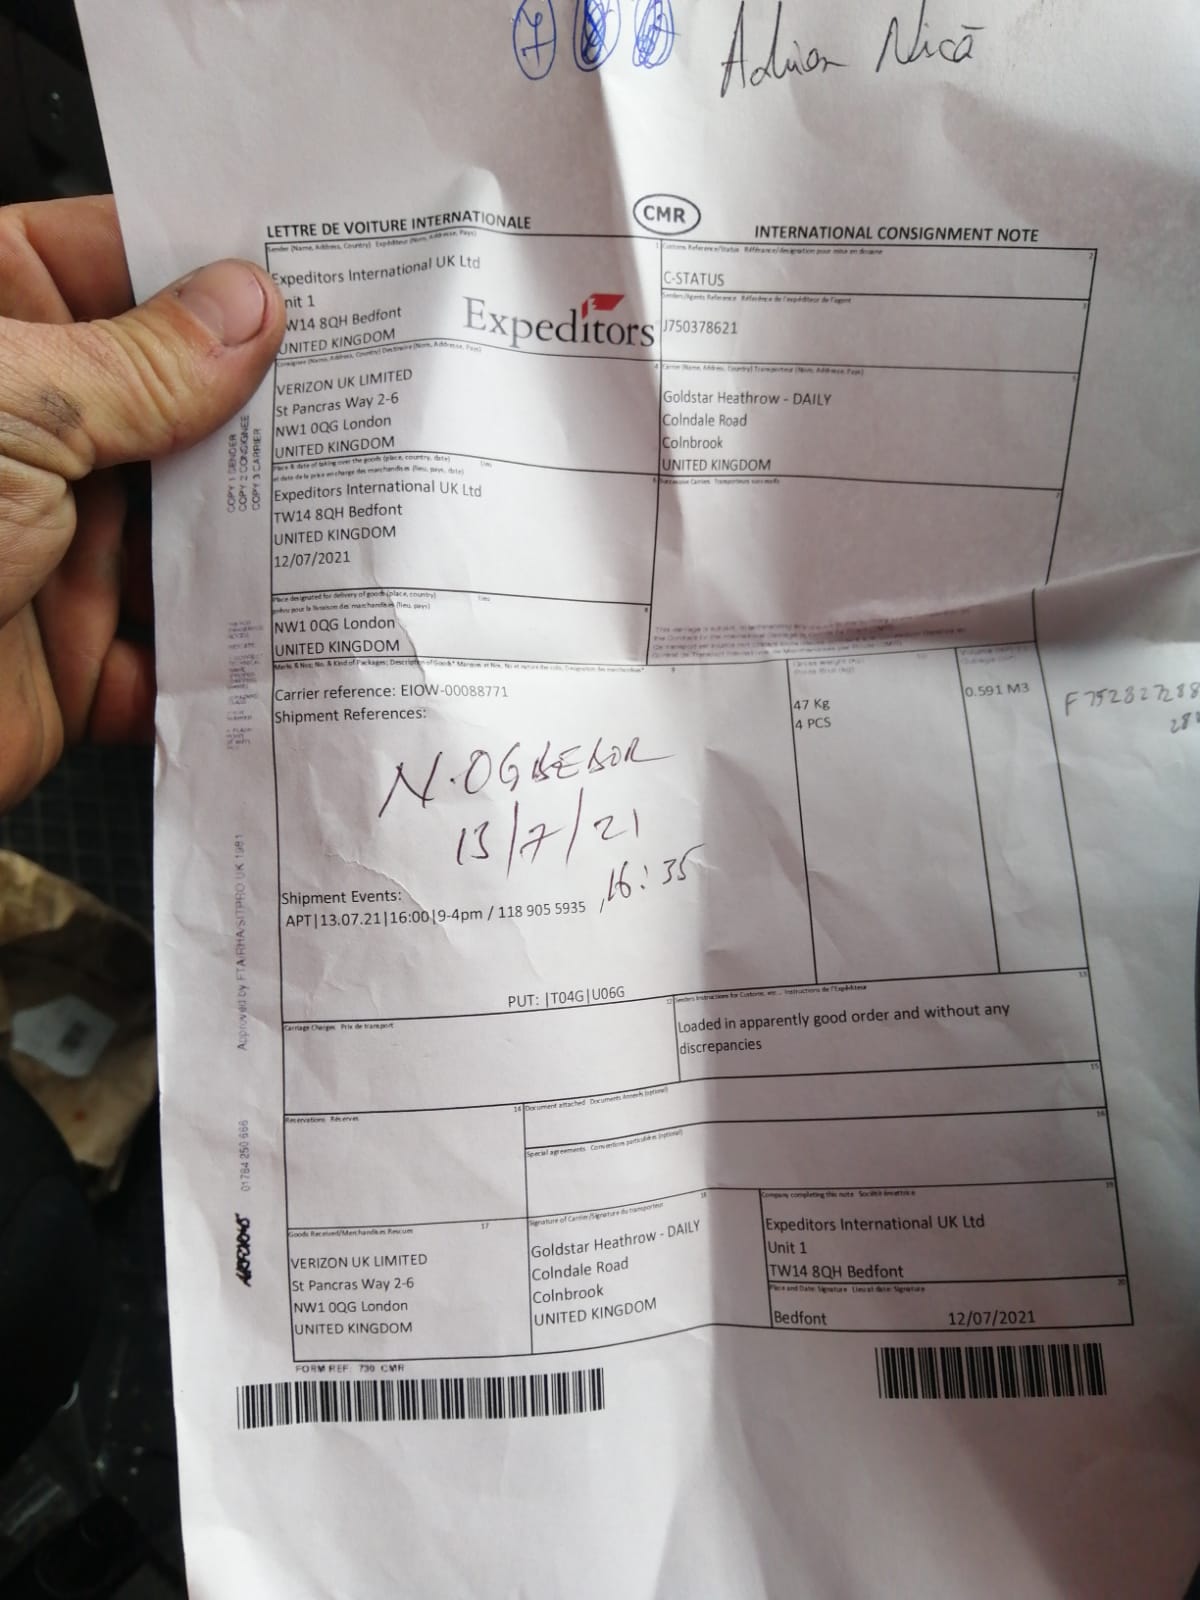 7
Adrian Nică
LETTRE DE VOITURE INTERNATIONALE
CMR
INTERNATIONAL CONSIGNMENT NOTE
Sender (Name, Address, Country) Expéditeur (Nom, Addresse, Pays)
1
Expeditors International UK Ltd
nit 1
W14 8QH Bedfont
UNITED KINGDOM
Expeditors
Customs Reference/Status Référence/designation pour mise en douane
2
C-STATUS
Senders/Agents Reference Référence de l'expéditeur de l'agent
3
J750378621
Consignee (Name, Address, Country) Destinaire (Nom, Addresse, Pays)
4
VERIZON UK LIMITED
St Pancras Way 2-6
NW1 0QG London
UNITED KINGDOM
Carrier (Name, Address, Country) Transporteur (Nom, Addresse, Pays)
5
Goldstar Heathrow - DAILY
Colndale Road
Colnbrook
UNITED KINGDOM
COPY 1 SENDER
COPY 2 CONSIGNEE
COPY 3 CARRIER
Place & date of taking over the goods (place, country, date)
et date de la prise en charge des marchandises (lieu, pays, date)
6
Expeditors International UK Ltd
TW14 8QH Bedfont
UNITED KINGDOM
12/07/2021
Successive Carriers Transporteurs successifs
7
Place designated for delivery of goods (place, country)
prévu pour la livraison des marchandises (lieu, pays)
8
NW1 0QG London
UNITED KINGDOM
Marks & Nos; No. & Kind of Packages; Description of Goods* Marques et Nos, No et nature des colis; Désignation des marchandises*
9
Carrier reference: EIOW-00088771
Shipment References:
47 Kg
4 PCS
0.591 M3
F752827288
N.OGBEBOR
13/7/21
16:35
Shipment Events:
APT|13.07.21|16:00|9-4pm / 118 905 5935
PUT: |T04G|U06G
Approved by FTA/RHA/SITPRO UK 1981
Carriage Charges Prix de transport
12
Senders Instructions for Customs, etc... Instructions de l'Expéditeur
13
Loaded in apparently good order and without any
discrepancies
Reservations Réserves
14
Document attached Documents Annexés (optional)
15
Special agreements Conventions particulières (optional)
16
01784 250 666
Goods Received/Merchandises Rescues
17
VERIZON UK LIMITED
St Pancras Way 2-6
NW1 0QG London
UNITED KINGDOM
Signature of Carrier/Signature du transporteur
18
Goldstar Heathrow - DAILY
Colndale Road
Colnbrook
UNITED KINGDOM
Company completing this note Société émettrice
19
Expeditors International UK Ltd
Unit 1
TW14 8QH Bedfont
Place and Date: Signature Lieu et date: Signature
20
Bedfont 12/07/2021
FORM REF: 730 CMR